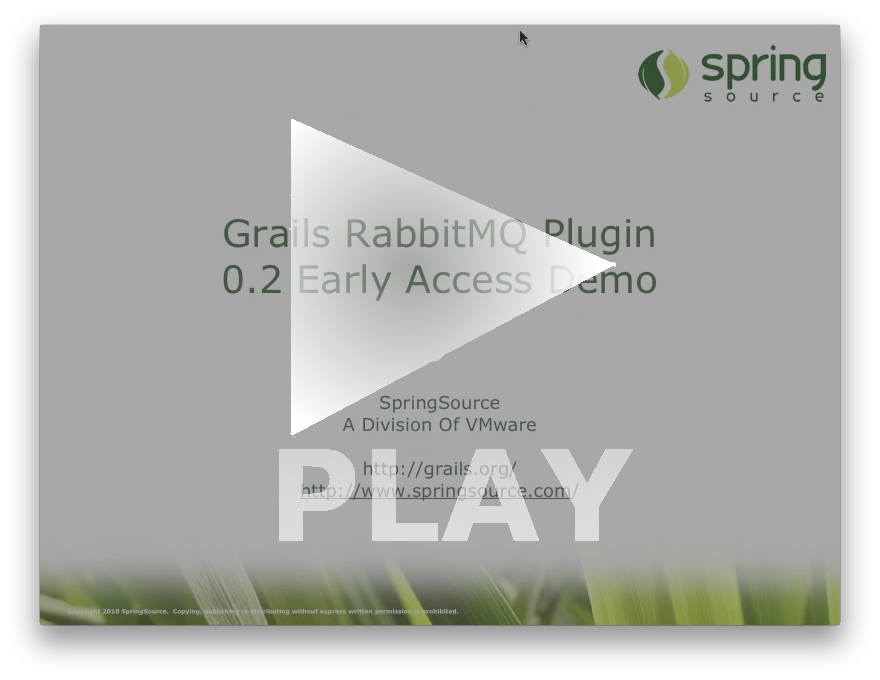 spring
source
Grails RabbitMQ Plugin
0.2 Early Access Demo
SpringSource
A Division Of VMware
http://grails.org/
http://www.springsource.com/
PLAY
Copyright 2010 SpringSource. Copying, publishing or distributing without express written permission is prohibited.